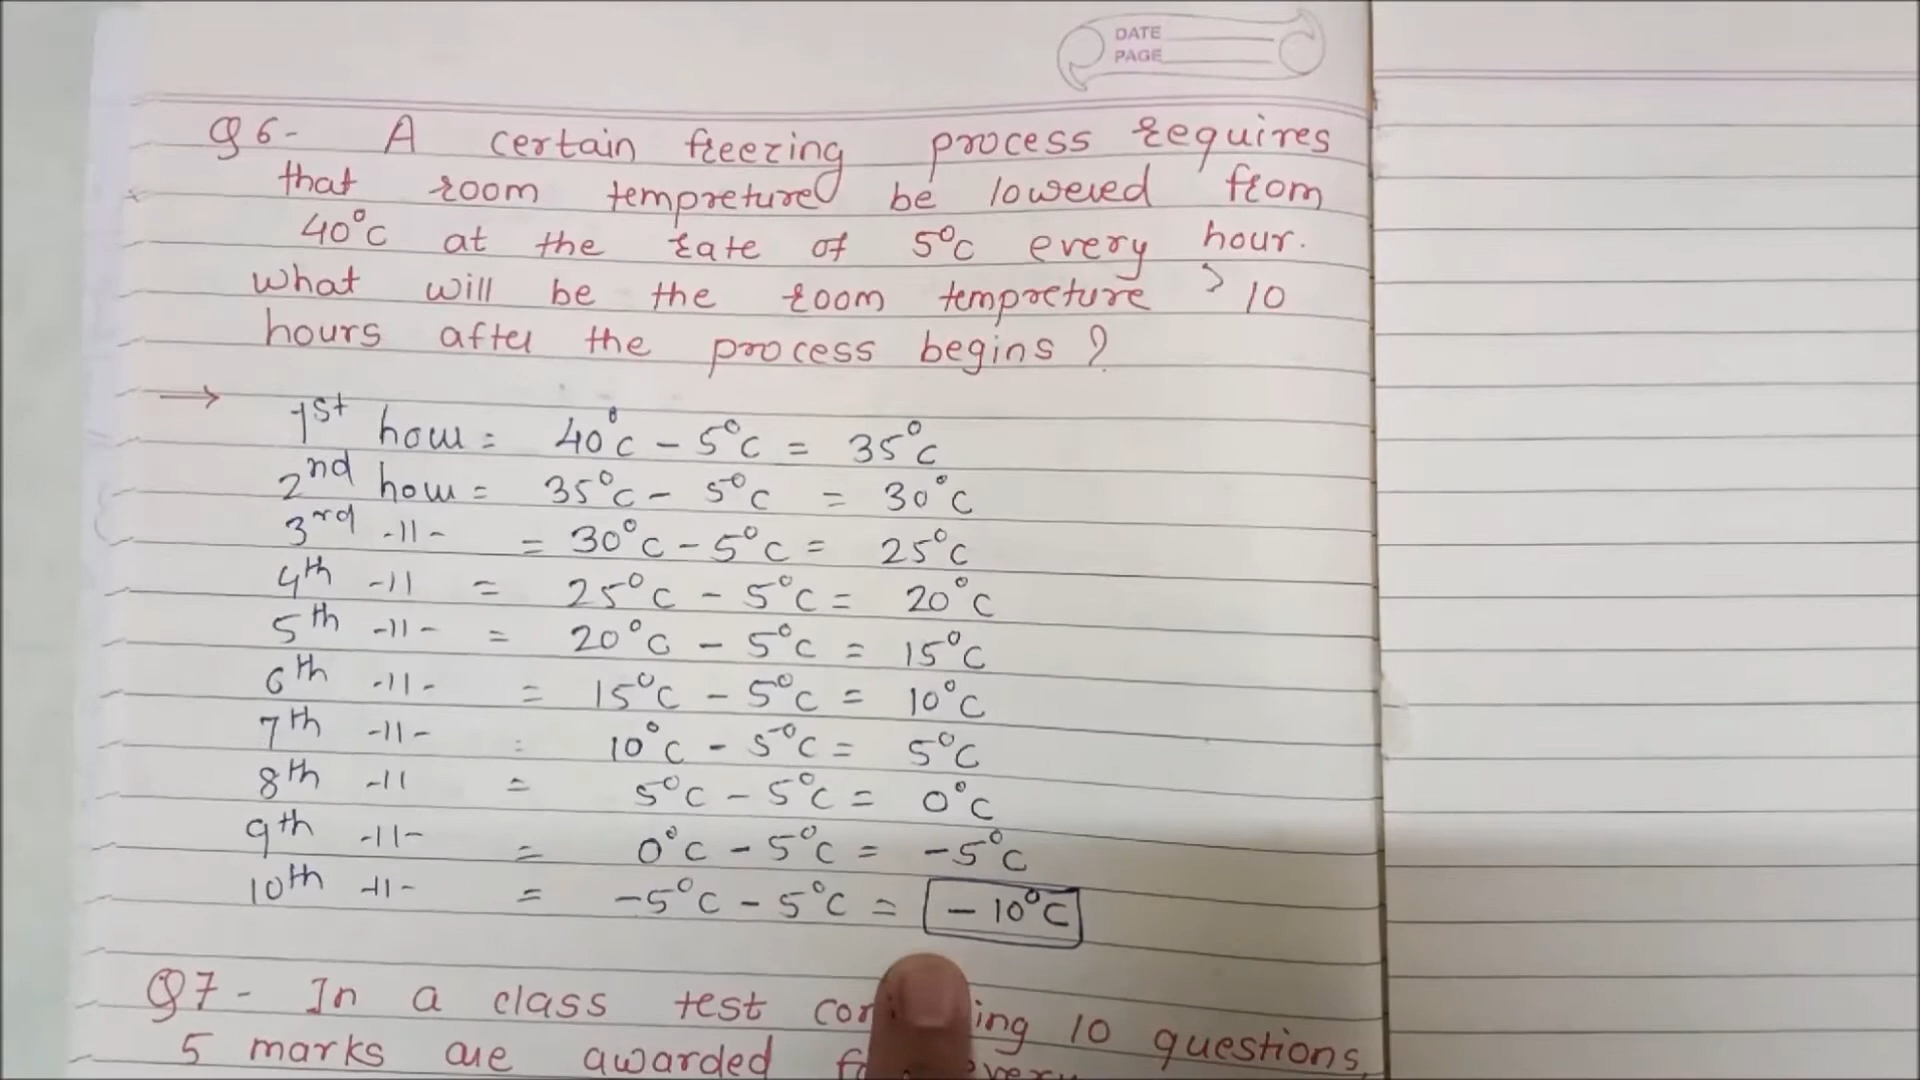 DATE
PAGE
Q6- A certain freezing process requires
that room tempreture be lowered from
40°C at the rate of 5°C every hour.
What will be the room tempreture, 10
hours after the process begins?
→
1st hour = 40°C - 5°C = 35°C
2nd hour = 35°C - 5°C = 30°C
3rd -11- = 30°C - 5°C = 25°C
4th -11 = 25°C - 5°C = 20°C
5th -11- = 20°C - 5°C = 15°C
6th -11- = 15°C - 5°C = 10°C
7th -11- = 10°C - 5°C = 5°C
8th -11 = 5°C - 5°C = 0°C
9th -11- = 0°C - 5°C = -5°C
10th -11- = -5°C - 5°C = -10°C
Q7- In a class test 10 questions,
5 marks are awarded